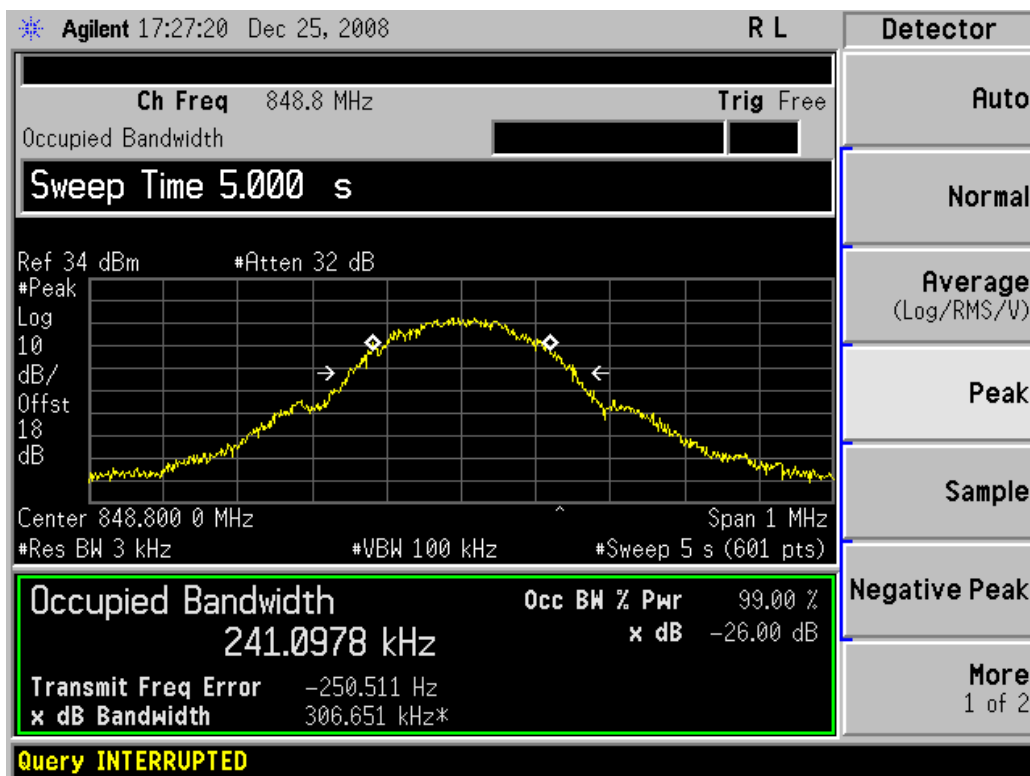 Agilent 17:27:20 Dec 25, 2008 R L
Detector
Ch Freq 848.8 MHz Trig Free
Occupied Bandwidth
Sweep Time 5.000 s
Ref 34 dBm #Atten 32 dB
#Peak
Log
10
dB/
Offst
18
dB
Center 848.800 0 MHz Span 1 MHz
#Res BW 3 kHz #VBW 100 kHz #Sweep 5 s (601 pts)
Occupied Bandwidth
241.0978 kHz
Occ BW % Pwr 99.00 %
x dB -26.00 dB
Transmit Freq Error -250.511 Hz
x dB Bandwidth 306.651 kHz*
Query INTERRUPTED
Auto
Normal
Average
(Log/RMS/V)
Peak
Sample
Negative Peak
More
1 of 2